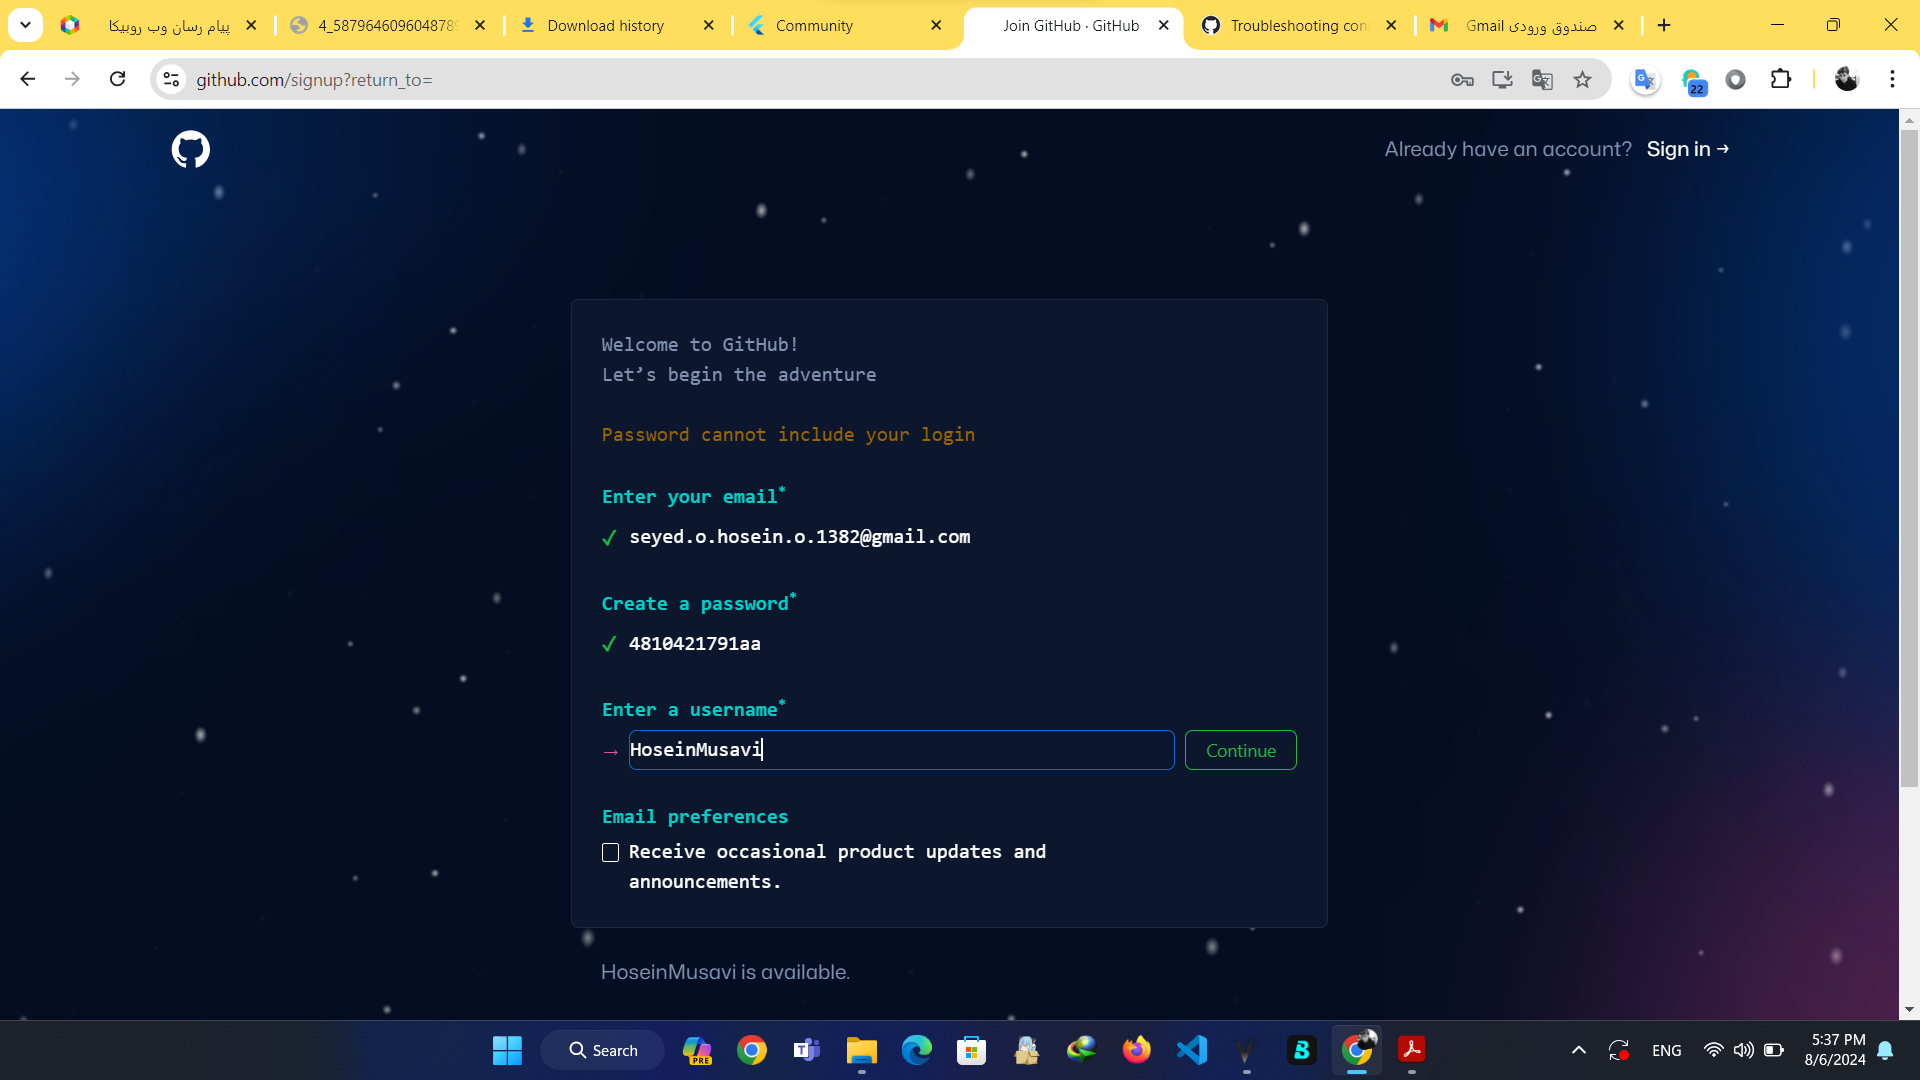 پیام رسان وب روبیکا
4_5879646096048789
Download history
Community
Join GitHub · GitHub
Troubleshooting con
صندوق ورودی Gmail
github.com/signup?return_to=
22
Already have an account? Sign in →
Welcome to GitHub!
Let’s begin the adventure
Password cannot include your login
Enter your email*
✓ seyed.o.hosein.o.1382@gmail.com
Create a password*
✓ 4810421791aa
Enter a username*
→ HoseinMusavi
Continue
Email preferences
Receive occasional product updates and
announcements.
HoseinMusavi is available.
Search
PRE
ENG
5:37 PM
8/6/2024